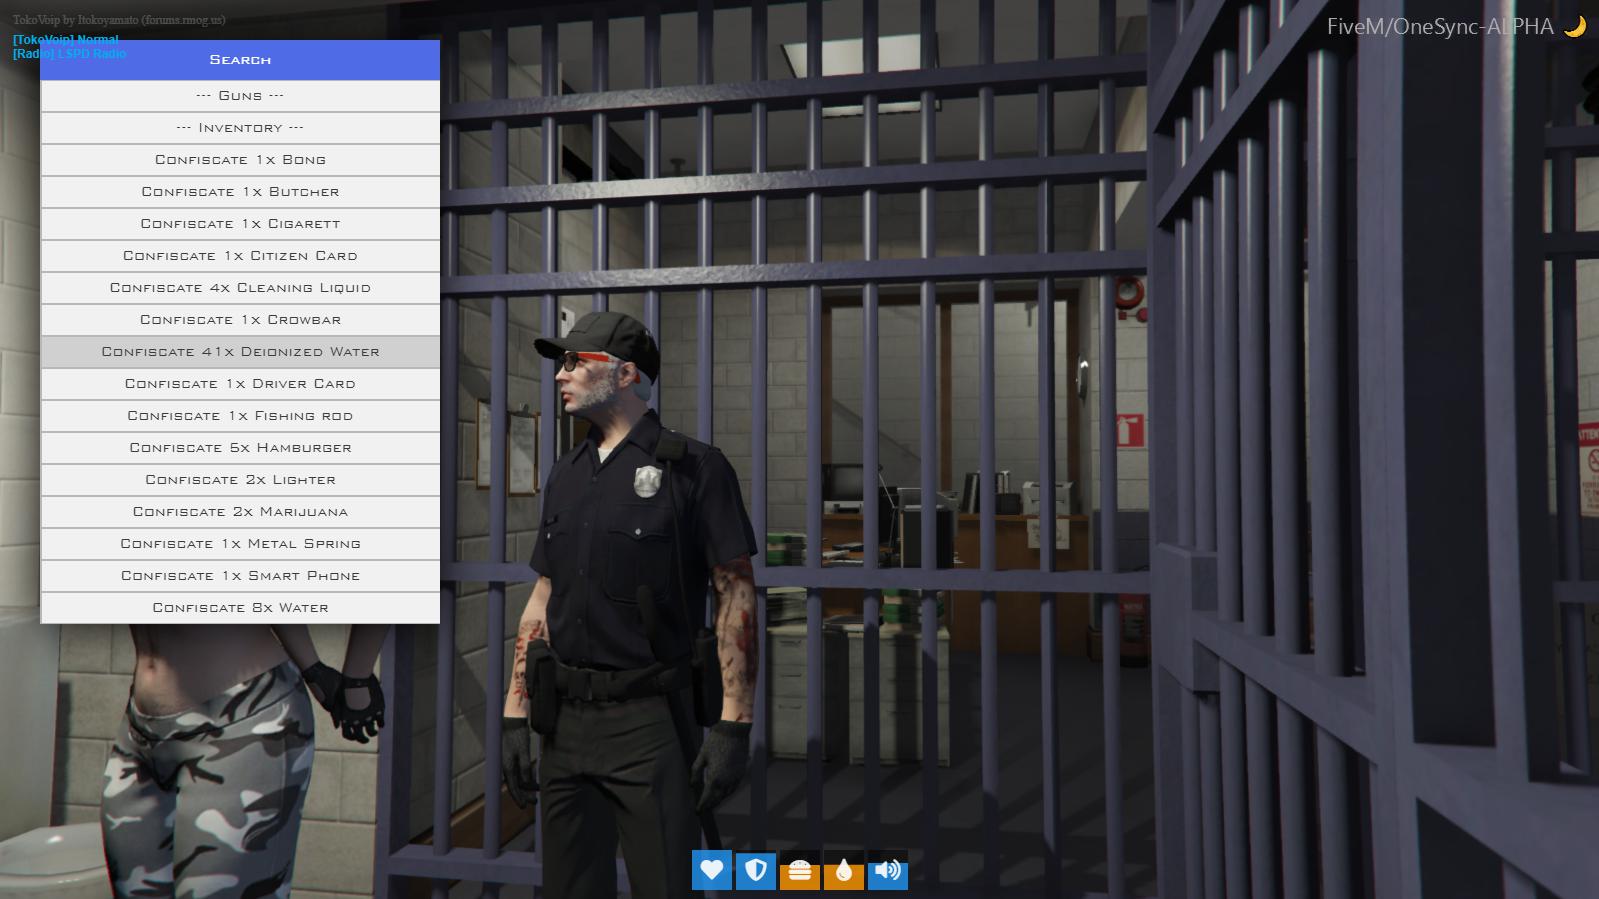 TokoVoip by Itokoyamato (forums.rmog.us)
[TokoVoip] Normal
[Radio] LSPD Radio
FiveM/OneSync-ALPHA
Search
--- Guns ---
--- Inventory ---
Confiscate 1x Bong
Confiscate 1x Butcher
Confiscate 1x Cigarett
Confiscate 1x Citizen Card
Confiscate 4x Cleaning Liquid
Confiscate 1x Crowbar
Confiscate 41x Deionized Water
Confiscate 1x Driver Card
Confiscate 1x Fishing rod
Confiscate 5x Hamburger
Confiscate 2x Lighter
Confiscate 2x Marijuana
Confiscate 1x Metal Spring
Confiscate 1x Smart Phone
Confiscate 8x Water